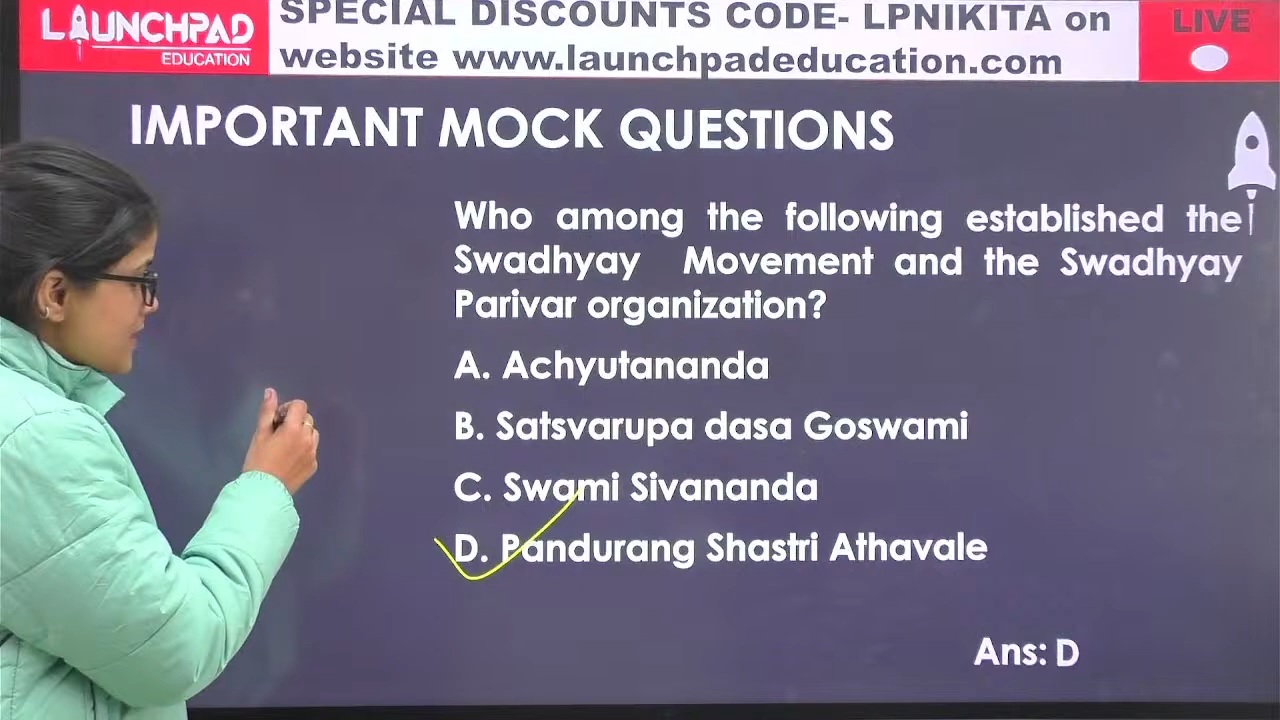 LAUNCHPAD
EDUCATION
SPECIAL DISCOUNTS CODE- LPNIKITA on
website www.launchpadeducation.com
LIVE
IMPORTANT MOCK QUESTIONS
Who among the following established the
Swadhyay Movement and the Swadhyay
Parivar organization?
A. Achyutananda
B. Satsvarupa dasa Goswami
C. Swami Sivananda
D. Pandurang Shastri Athavale
Ans: D